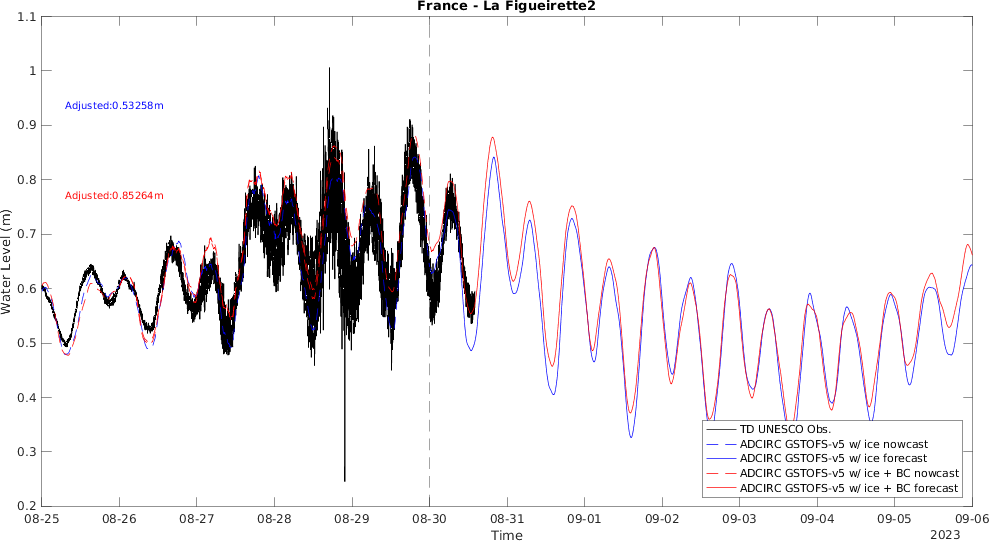 France - La Figueirette2
1.1
1
0.9
0.8
0.7
0.6
0.5
0.4
0.3
0.2
Water Level (m)
Adjusted:0.53258m
Adjusted:0.85264m
TD UNESCO Obs.
ADCIRC GSTOFS-v5 w/ ice nowcast
ADCIRC GSTOFS-v5 w/ ice forecast
ADCIRC GSTOFS-v5 w/ ice + BC nowcast
ADCIRC GSTOFS-v5 w/ ice + BC forecast
08-25 08-26 08-27 08-28 08-29 08-30 08-31 09-01 09-02 09-03 09-04 09-05 09-06
Time
2023